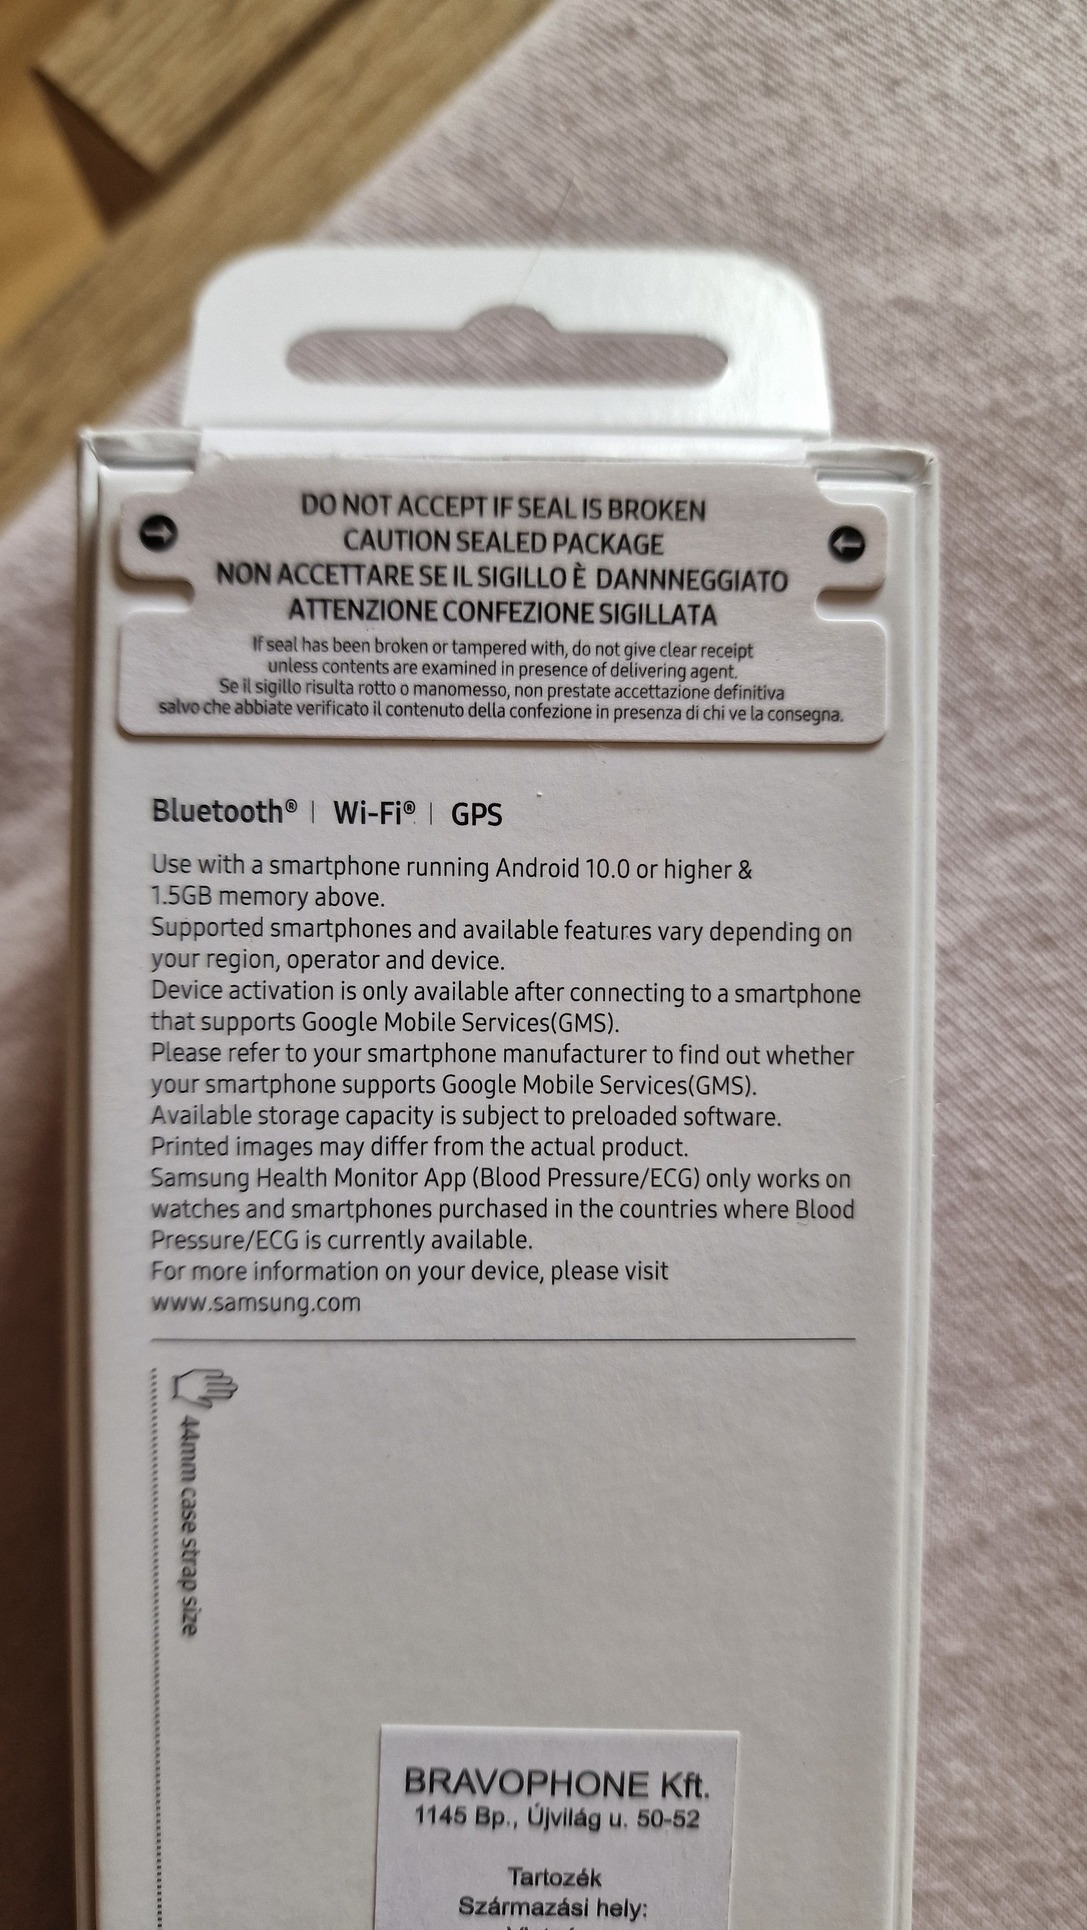 DO NOT ACCEPT IF SEAL IS BROKEN
CAUTION SEALED PACKAGE
NON ACCETTARE SE IL SIGILLO È DANNNEGGIATO
ATTENZIONE CONFEZIONE SIGILLATA
If seal has been broken or tampered with, do not give clear receipt
unless contents are examined in presence of delivering agent.
Se il sigillo risulta rotto o manomesso, non prestate accettazione definitiva
salvo che abbiate verificato il contenuto della confezione in presenza di chi ve la consegna.
Bluetooth® | Wi-Fi® | GPS
Use with a smartphone running Android 10.0 or higher &
1.5GB memory above.
Supported smartphones and available features vary depending on
your region, operator and device.
Device activation is only available after connecting to a smartphone
that supports Google Mobile Services(GMS).
Please refer to your smartphone manufacturer to find out whether
your smartphone supports Google Mobile Services(GMS).
Available storage capacity is subject to preloaded software.
Printed images may differ from the actual product.
Samsung Health Monitor App (Blood Pressure/ECG) only works on
watches and smartphones purchased in the countries where Blood
Pressure/ECG is currently available.
For more information on your device, please visit
www.samsung.com
44mm case strap size
BRAVOPHONE Kft.
1145 Bp., Újvilág u. 50-52
Tartozék
Származási hely: